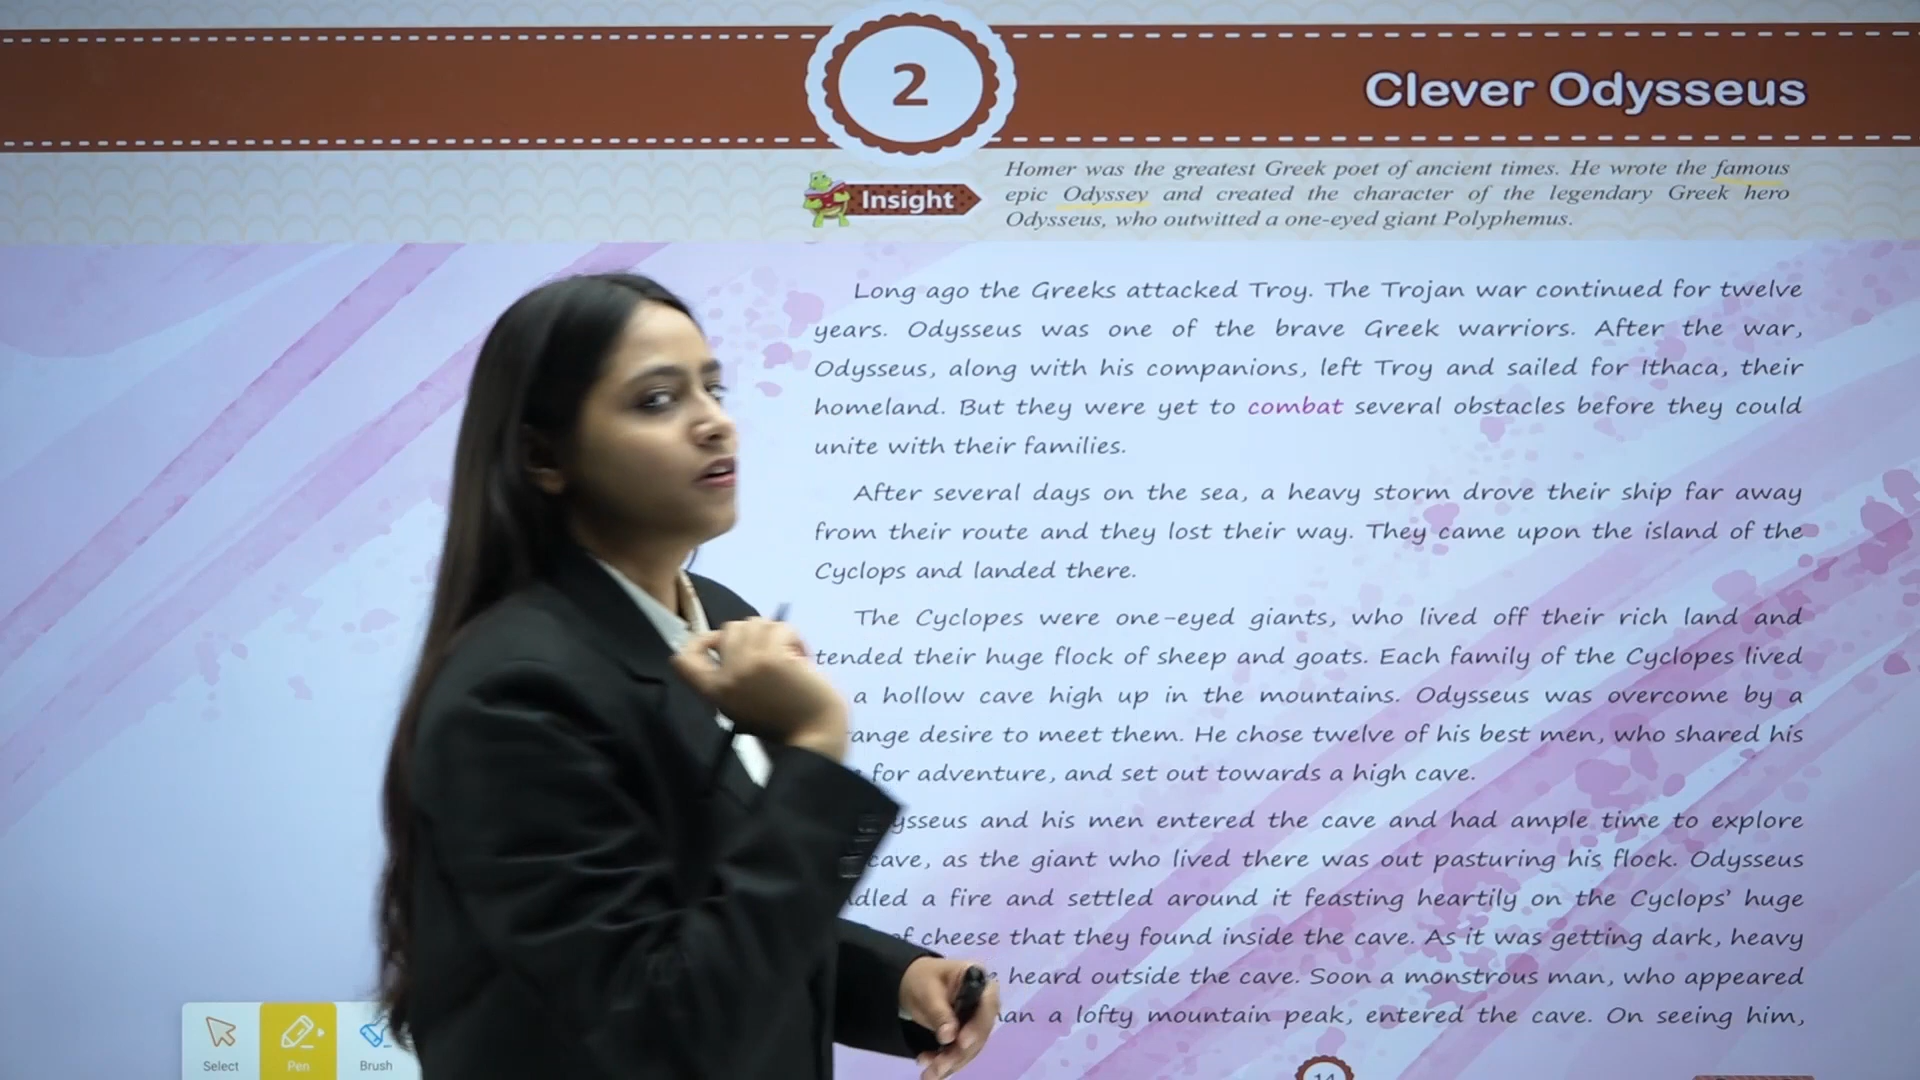 2
Clever Odysseus
Insight
Homer was the greatest Greek poet of ancient times. He wrote the famous
epic Odyssey and created the character of the legendary Greek hero
Odysseus, who outwitted a one-eyed giant Polyphemus.
Long ago the Greeks attacked Troy. The Trojan war continued for twelve
years. Odysseus was one of the brave Greek warriors. After the war,
Odysseus, along with his companions, left Troy and sailed for Ithaca, their
homeland. But they were yet to combat several obstacles before they could
unite with their families.
After several days on the sea, a heavy storm drove their ship far away
from their route and they lost their way. They came upon the island of the
Cyclops and landed there.
The Cyclopes were one-eyed giants, who lived off their rich land and
tended their huge flock of sheep and goats. Each family of the Cyclopes lived
a hollow cave high up in the mountains. Odysseus was overcome by a
desire to meet them. He chose twelve of his best men, who shared his
for adventure, and set out towards a high cave.
and his men entered the cave and had ample time to explore
cave, as the giant who lived there was out pasturing his flock. Odysseus
a fire and settled around it feasting heartily on the Cyclops' huge
of cheese that they found inside the cave. As it was getting dark, heavy
heard outside the cave. Soon a monstrous man, who appeared
a lofty mountain peak, entered the cave. On seeing him,
Select
Pen
Brush